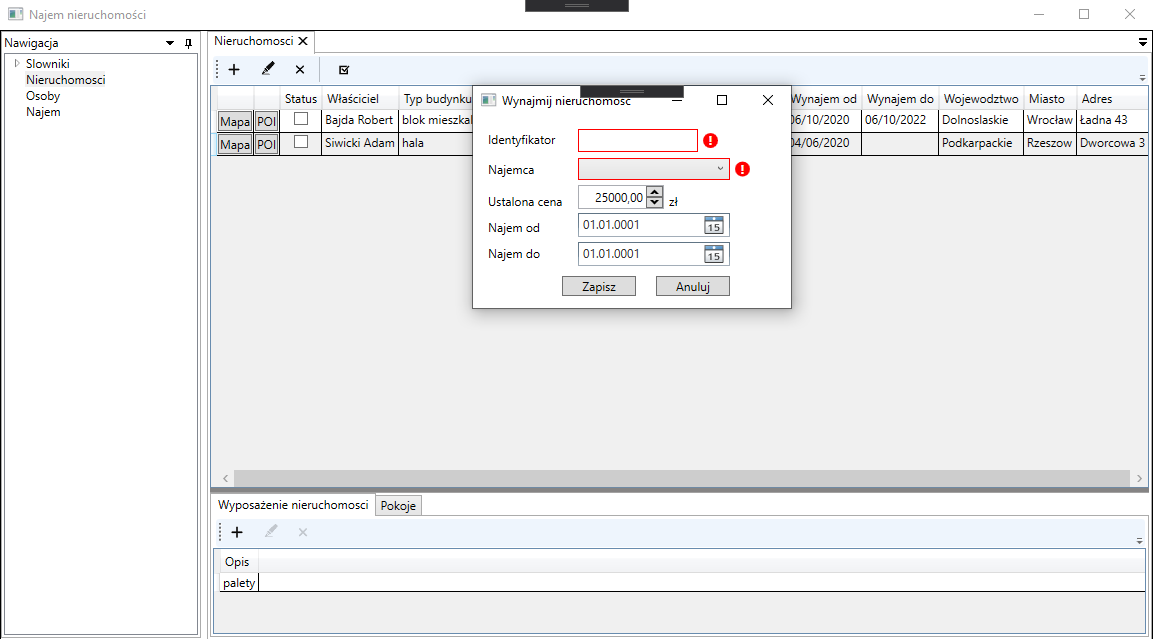 Najem nieruchomości
Nawigacja
Slowniki
Nieruchomosci
Osoby
Najem
Nieruchomosci
Status Właściciel Typ budynku Wynajem od Wynajem do Wojewodztwo Miasto Adres
Mapa POI Bajda Robert blok mieszkal 06/10/2020 06/10/2022 Dolnoslaskie Wrocław Ładna 43
Mapa POI Siwicki Adam hala 04/06/2020 Podkarpackie Rzeszow Dworcowa 3
Wynajmij nieruchomosc
Identyfikator
Najemca
Ustalona cena 25000,00 zł
Najem od 01.01.0001 15
Najem do 01.01.0001 15
Zapisz Anuluj
Wyposażenie nieruchomosci Pokoje
Opis
palety